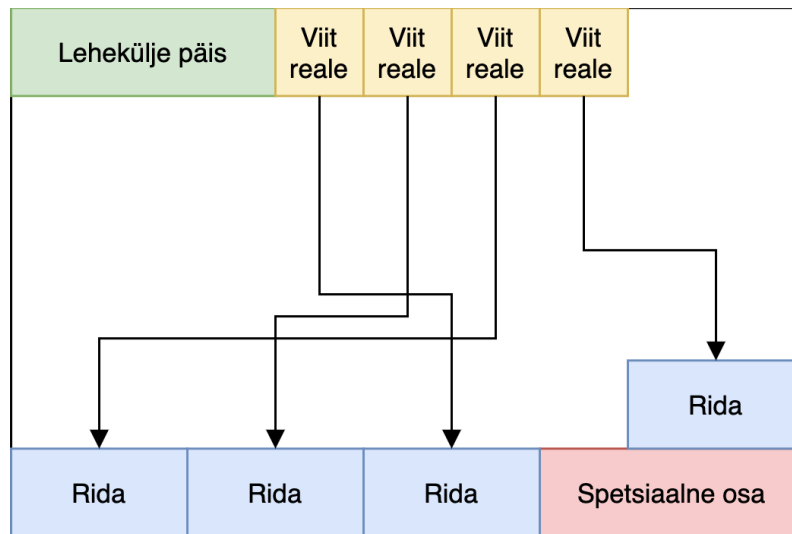 Lehekülje päis
Viit
reale
Viit
reale
Viit
reale
Viit
reale
Rida
Rida
Rida
Rida
Spetsiaalne osa